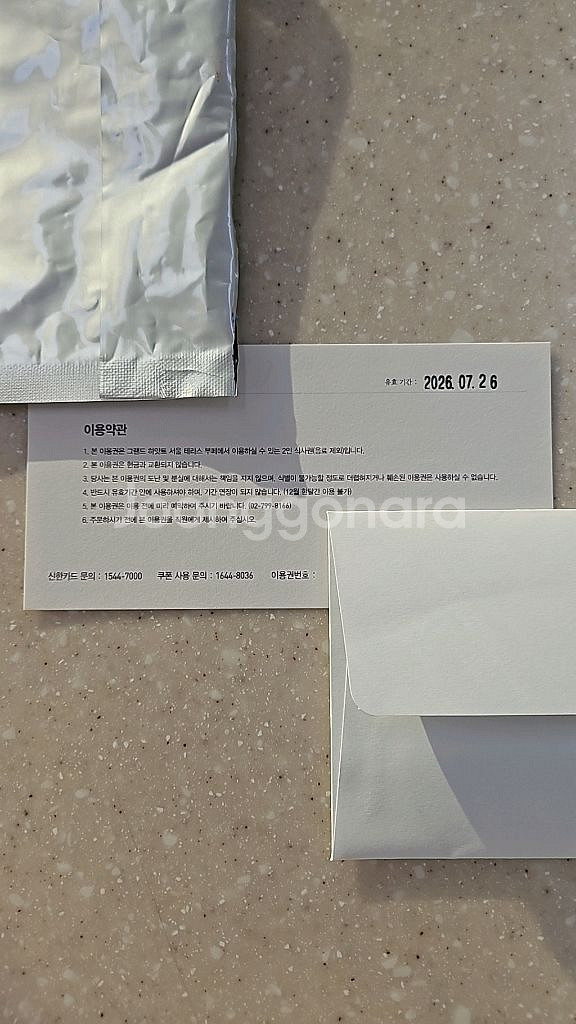 유효기간 : 2026. 07. 2 6
이용약관
1. 본 이용권은 그랜드 하얏트 서울 테라스 부페에서 이용하실 수 있는 2인 식사권(음료 제외)입니다.
2. 본 이용권은 현금과 교환되지 않습니다.
3. 당사는 본 이용권의 도난 및 분실에 대해서는 책임을 지지 않으며, 식별이 불가능할 정도로 더렵혀지거나 훼손된 이용권은 사용하실 수 없습니다.
4. 반드시 유효기간 안에 사용하셔야 하며, 기간 연장이 되지 않습니다. (12월 한달간 이용 불가)
5. 본 이용권은 이용 전에 미리 예약하여 주시기 바랍니다. (02-799-8166)
6. 주문하시기 전에 본 이용권을 직원에게 제시하여 주십시오.
ggonara
신한카드 문의 : 1544-7000 쿠폰 사용 문의 : 1644-8036 이용권번호 :